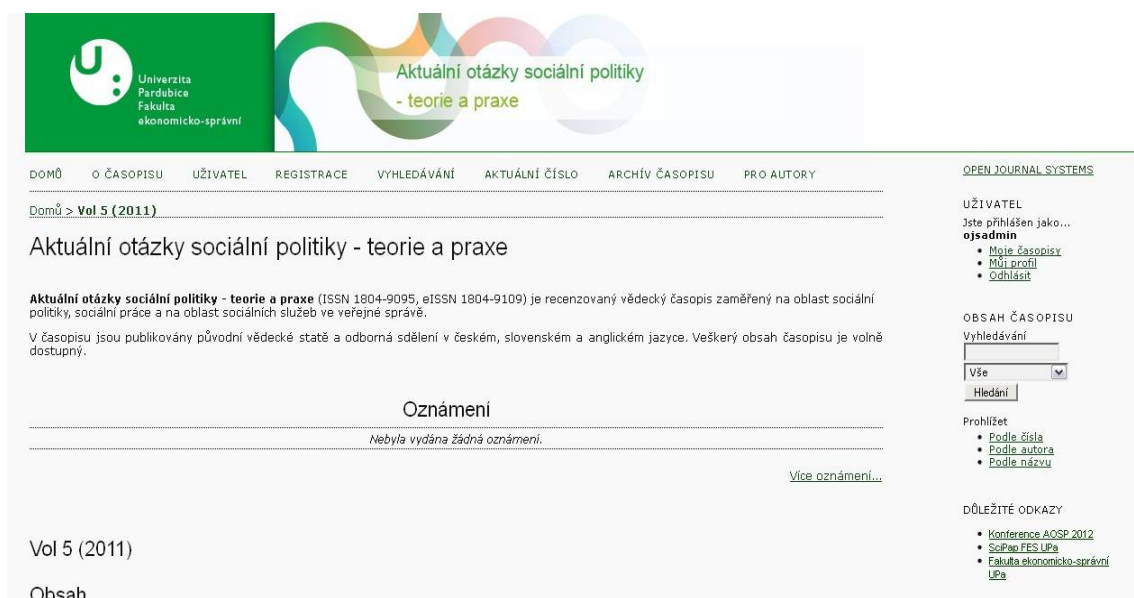 Univerzita
Pardubice
Fakulta
ekonomicko-správní
Aktuální otázky sociální politiky
- teorie a praxe
DOMŮ O ČASOPISU UŽIVATEL REGISTRACE VYHLEDÁVÁNÍ AKTUÁLNÍ ČÍSLO ARCHÍV ČASOPISU PRO AUTORY
Domů > Vol 5 (2011)
Aktuální otázky sociální politiky - teorie a praxe
Aktuální otázky sociální politiky - teorie a praxe (ISSN 1804-9095, eISSN 1804-9109) je recenzovaný vědecký časopis zaměřený na oblast sociální
politiky, sociální práce a na oblast sociálních služeb ve veřejné správě.
V časopisu jsou publikovány původní vědecké statě a odborná sdělení v českém, slovenském a anglickém jazyce. Veškerý obsah časopisu je volně
dostupný.
Oznámení
Nebyla vydána žádná oznámení.
Více oznámení...
Vol 5 (2011)
Obsah
OPEN JOURNAL SYSTEMS
UŽIVATEL
Jste přihlášen jako...
ojsadmin
Moje časopisy
Můj profil
Odhlásit
OBSAH ČASOPISU
Vyhledávání
Vše
Hledání
Prohlížet
Podle čísla
Podle autora
Podle názvu
DŮLEŽITÉ ODKAZY
Konference AOSP 2012
SciPap FES UPa
Fakulta ekonomicko-správní
UPa